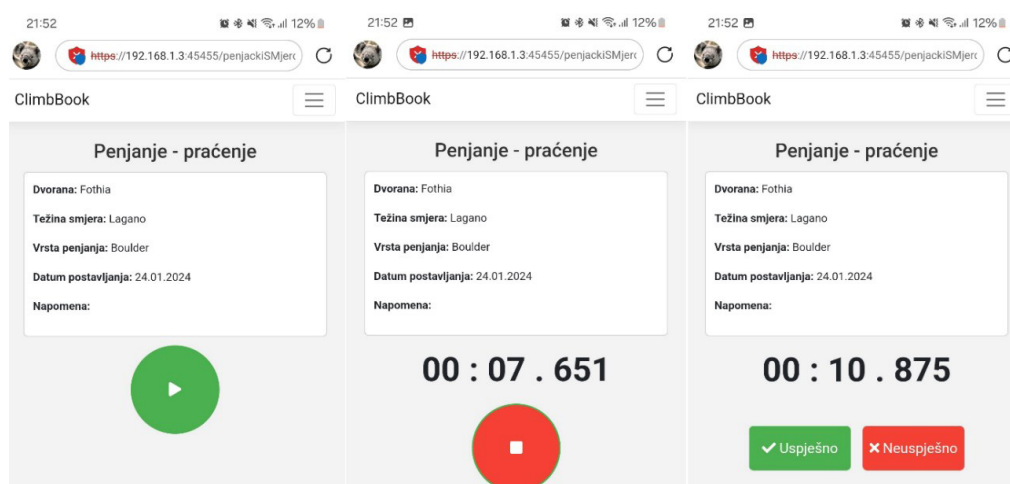 21:52
12%
https://192.168.1.3:45455/penjackiSMjerc
ClimbBook
Penjanje - praćenje
Dvorana: Fothia
Težina smjera: Lagano
Vrsta penjanja: Boulder
Datum postavljanja: 24.01.2024
Napomena:
21:52
12%
https://192.168.1.3:45455/penjackiSMjerc
ClimbBook
Penjanje - praćenje
Dvorana: Fothia
Težina smjera: Lagano
Vrsta penjanja: Boulder
Datum postavljanja: 24.01.2024
Napomena:
00 : 07 . 651
21:52
12%
https://192.168.1.3:45455/penjackiSMjerc
ClimbBook
Penjanje - praćenje
Dvorana: Fothia
Težina smjera: Lagano
Vrsta penjanja: Boulder
Datum postavljanja: 24.01.2024
Napomena:
00 : 10 . 875
Uspješno
Neuspješno